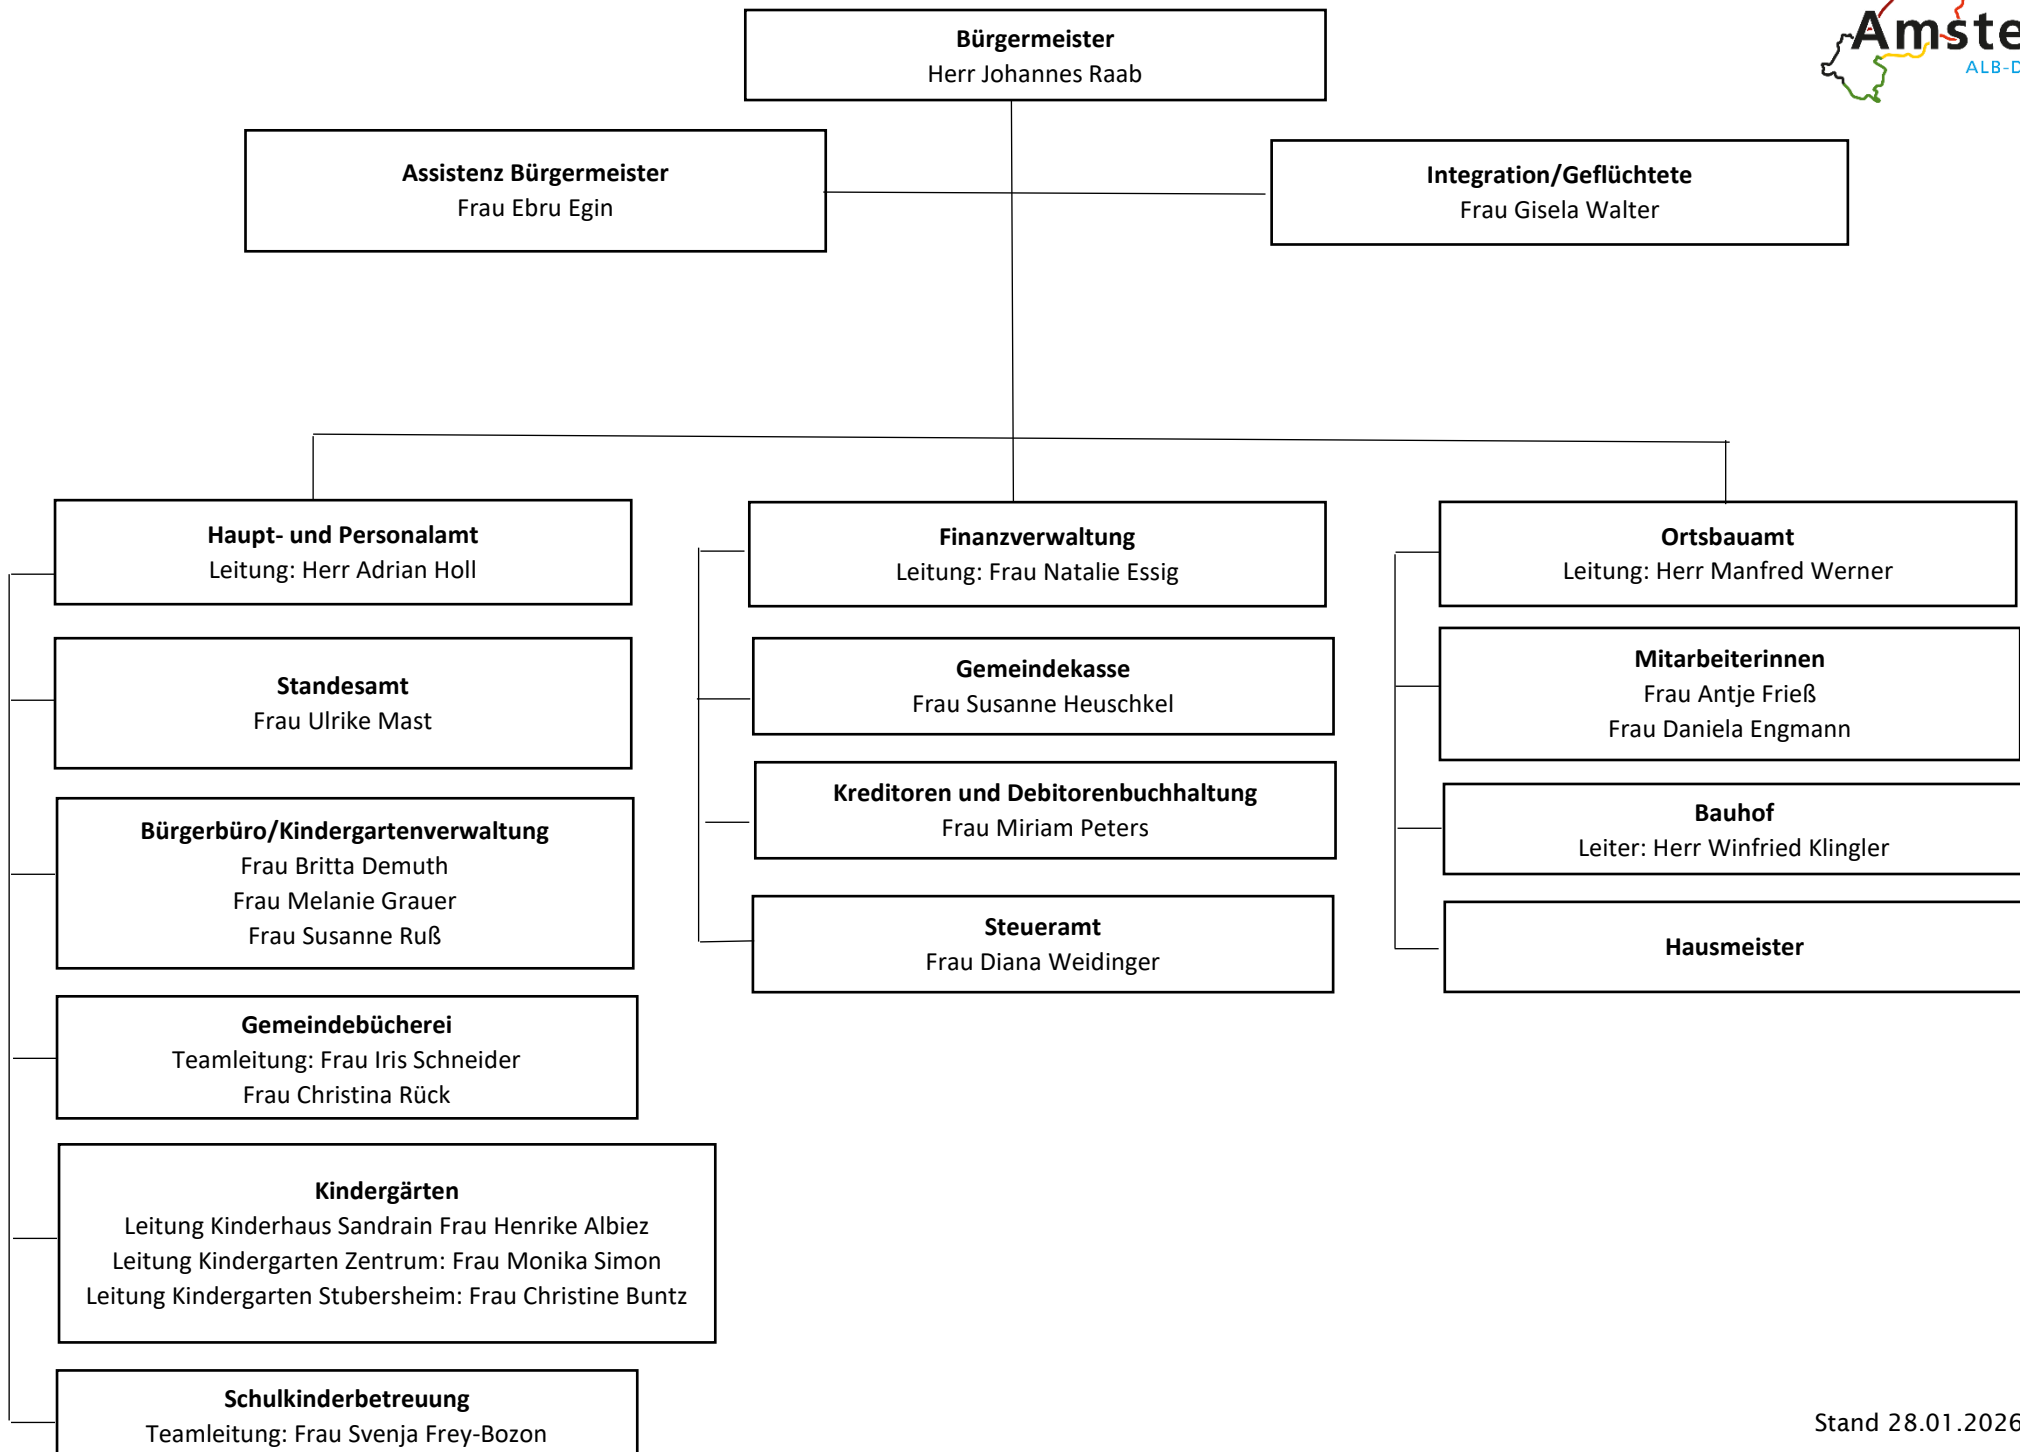 Bürgermeister
Herr Johannes Raab
Assistenz Bürgermeister
Frau Ebru Egin
Integration/Geflüchtete
Frau Gisela Walter
Haupt- und Personalamt
Leitung: Herr Adrian Holl
Standesamt
Frau Ulrike Mast
Bürgerbüro/Kindergartenverwaltung
Frau Britta Demuth
Frau Melanie Grauer
Frau Susanne Ruß
Gemeindebücherei
Teamleitung: Frau Iris Schneider
Frau Christina Rück
Kindergärten
Leitung Kinderhaus Sandrain Frau Henrike Albiez
Leitung Kindergarten Zentrum: Frau Monika Simon
Leitung Kindergarten Stubersheim: Frau Christine Buntz
Schulkinderbetreuung
Teamleitung: Frau Svenja Frey-Bozon
Finanzverwaltung
Leitung: Frau Natalie Essig
Gemeindekasse
Frau Susanne Heuschkel
Kreditoren und Debitorenbuchhaltung
Frau Miriam Peters
Steueramt
Frau Diana Weidinger
Ortsbauamt
Leitung: Herr Manfred Werner
Mitarbeiterinnen
Frau Antje Frieß
Frau Daniela Engmann
Bauhof
Leiter: Herr Winfried Klingler
Hausmeister
Stand 28.01.2026